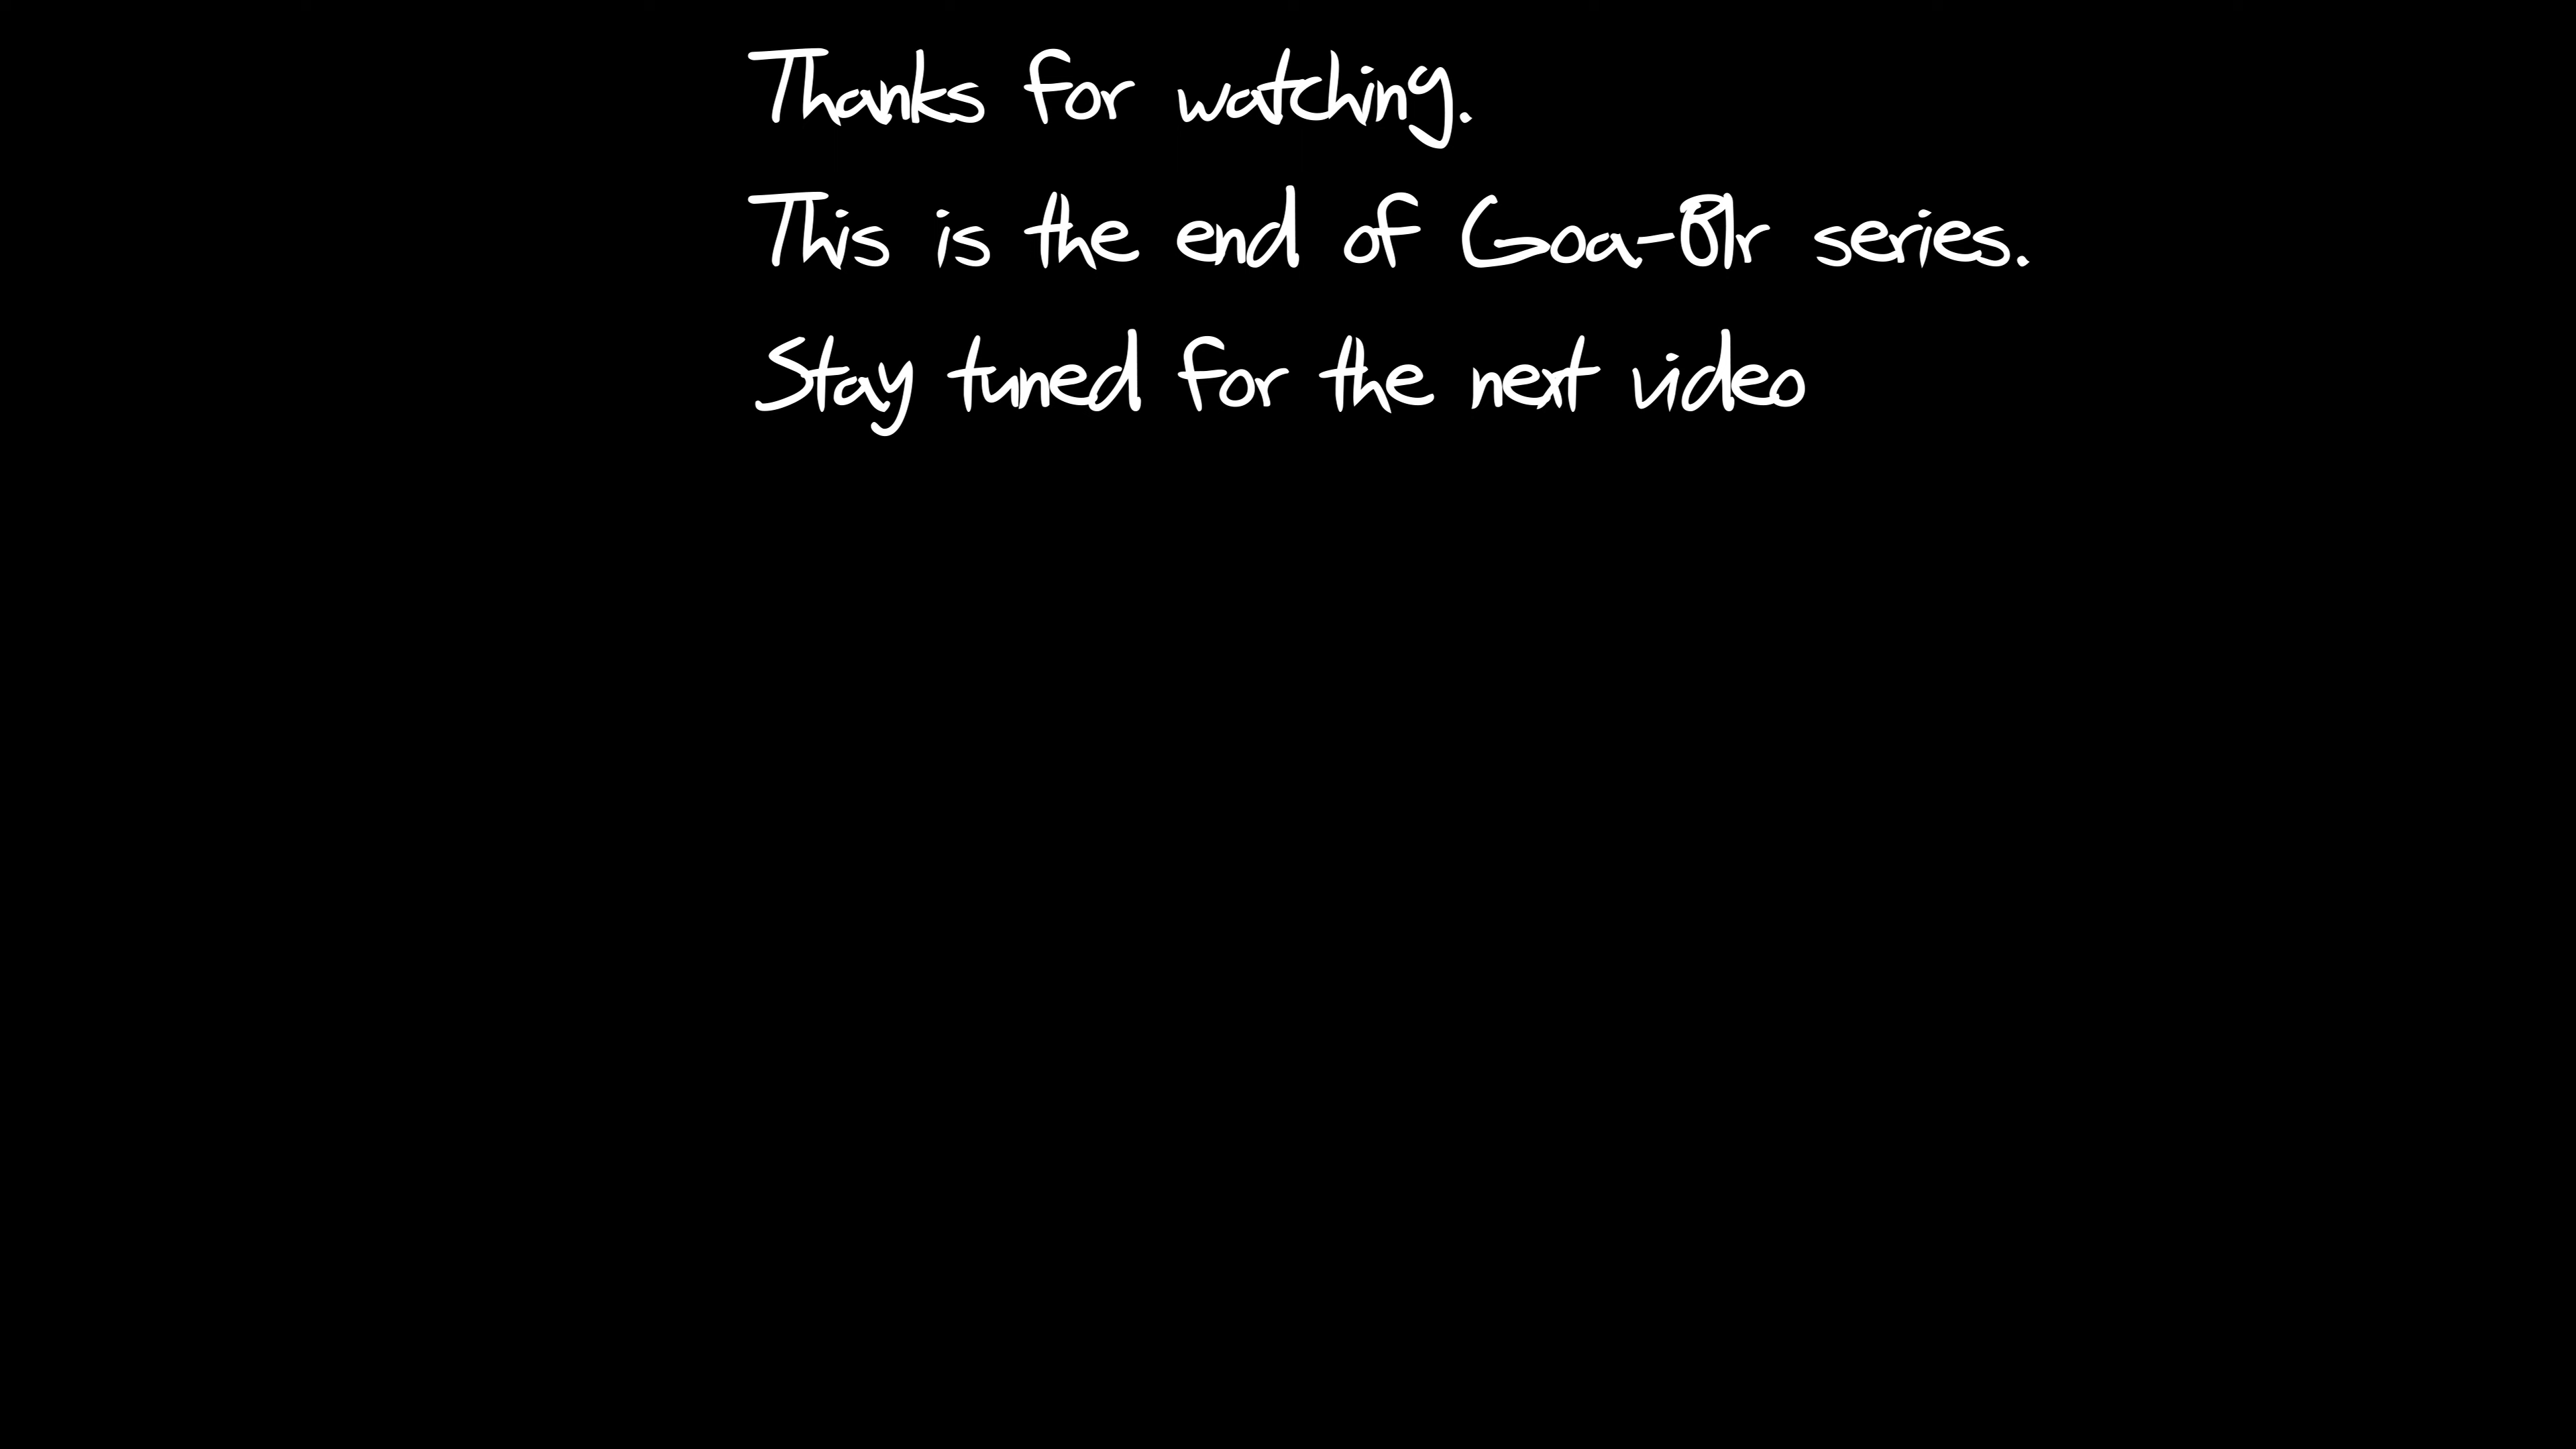 Thanks for watching.
This is the end of Goa-Blr series.
Stay tuned for the next video